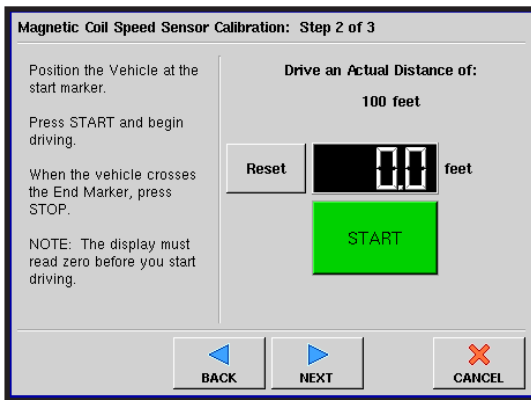 Magnetic Coil Speed Sensor Calibration: Step 2 of 3
Position the Vehicle at the
start marker.
Press START and begin
driving.
When the vehicle crosses
the End Marker, press
STOP.
NOTE: The display must
read zero before you start
driving.
Drive an Actual Distance of:
100 feet
Reset
0.0
feet
START
BACK
NEXT
CANCEL